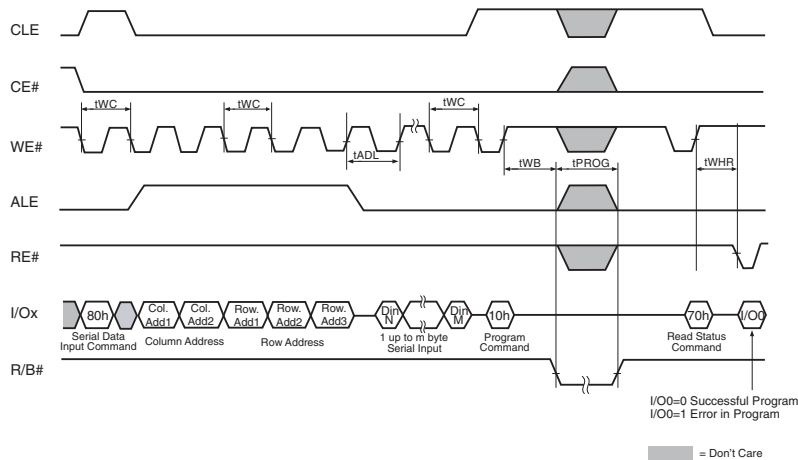 CLE
CE#
tWC
tWC
tWC
WE#
tADL
tWB
tPROG
tWHR
ALE
RE#
I/Ox
80h
Col. Add1
Col. Add2
Row. Add1
Row. Add2
Row. Add3
Din N
Din M
10h
70h
I/O0
Serial Data
Input Command
Column Address
Row Address
1 up to m byte
Serial Input
Program
Command
Read Status
Command
R/B#
I/O0=0 Successful Program
I/O0=1 Error in Program
= Don't Care